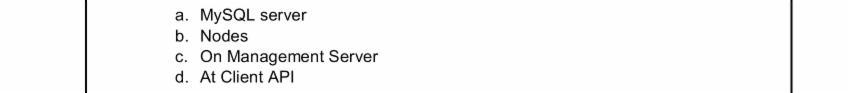 a. MySQL server
b. Nodes
c. On Management Server
d. At Client API